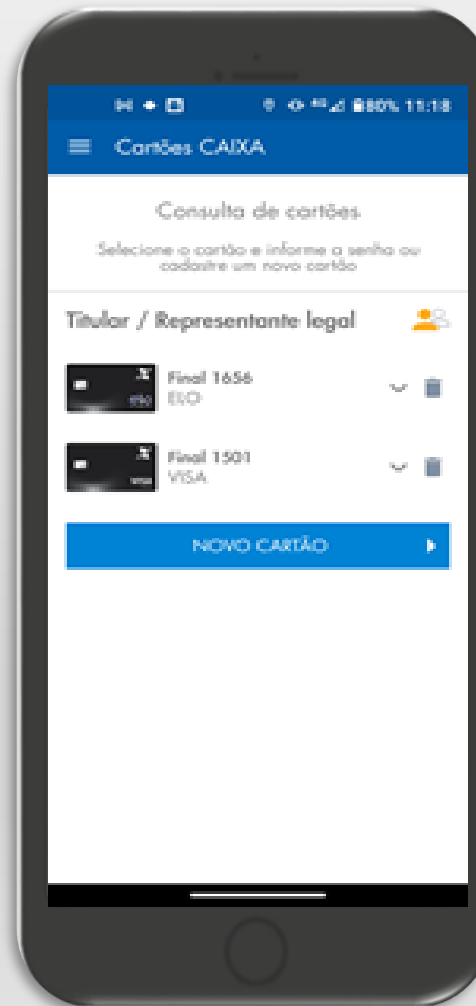 4G 80% 11:18
Cartões CAIXA
Consulta de cartões
Selecione o cartão e informe a senha ou
cadastre um novo cartão
Titular / Representante legal
Final 1656
ELO
Final 1501
VISA
NOVO CARTÃO